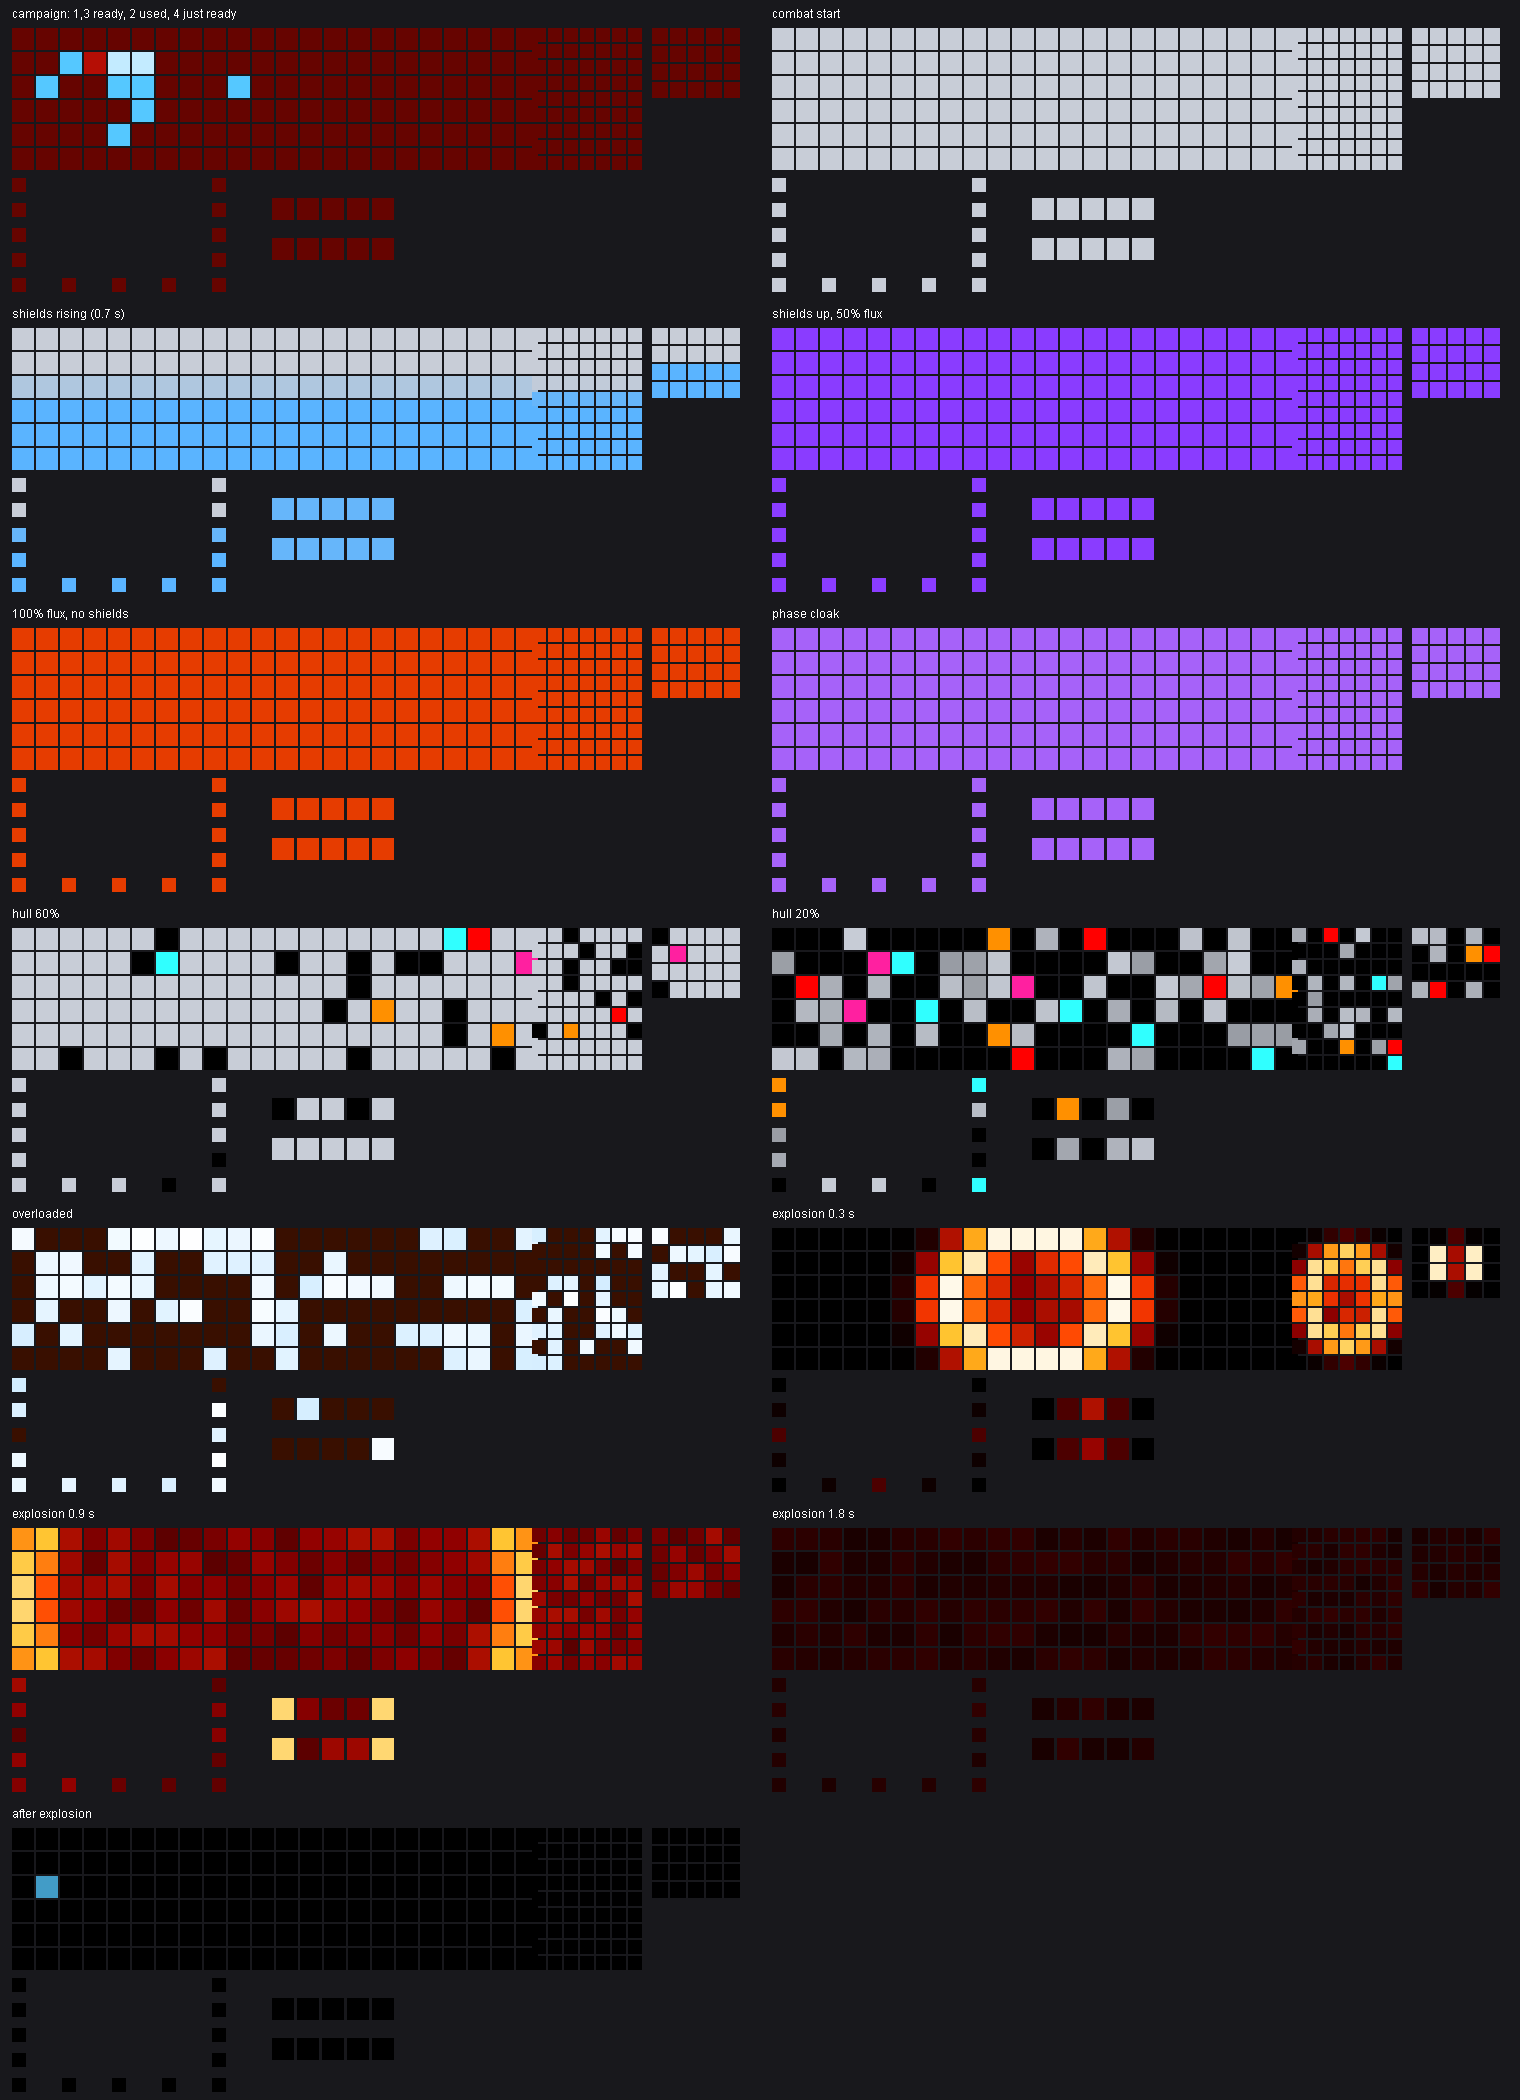 campaign: 1,3 ready, 2 used, 4 just ready
combat start
shields rising (0.7 s)
shields up, 50% flux
100% flux, no shields
phase cloak
hull 60%
hull 20%
overloaded
explosion 0.3 s
explosion 0.9 s
explosion 1.8 s
after explosion